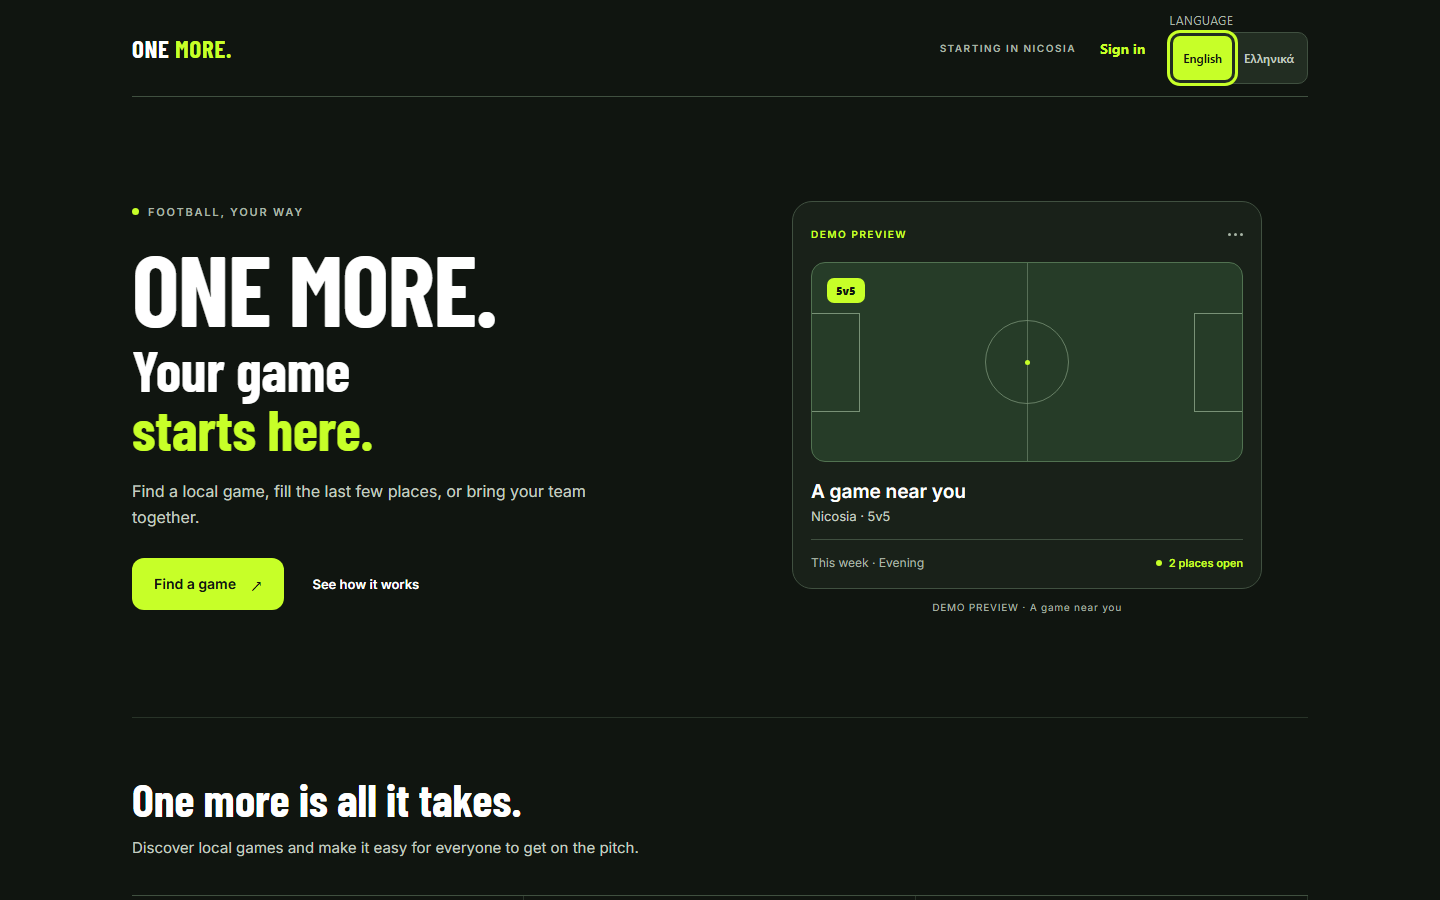 ONE MORE.
STARTING IN NICOSIA
Sign in
LANGUAGE
English
Ελληνικά
FOOTBALL, YOUR WAY
ONE MORE.
Your game
starts here.
Find a local game, fill the last few places, or bring your team
together.
Find a game ↗
See how it works
DEMO PREVIEW
5v5
A game near you
Nicosia · 5v5
This week · Evening
2 places open
DEMO PREVIEW · A game near you
One more is all it takes.
Discover local games and make it easy for everyone to get on the pitch.